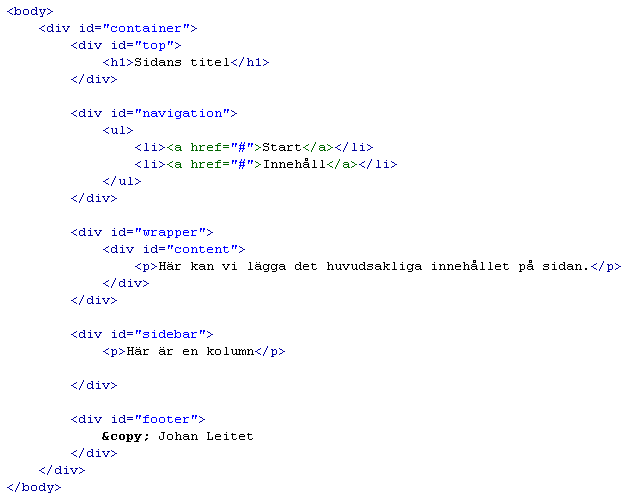 <body>
<div id="container">
<div id="top">
<h1>Sidans titel</h1>
</div>
<div id="navigation">
<ul>
<li><a href="#">Start</a></li>
<li><a href="#">Innehåll</a></li>
</ul>
</div>
<div id="wrapper">
<div id="content">
<p>Här kan vi lägga det huvudsakliga innehållet på sidan.</p>
</div>
</div>
<div id="sidebar">
<p>Här är en kolumn</p>
</div>
<div id="footer">
&copy; Johan Leitet
</div>
</div>
</body>